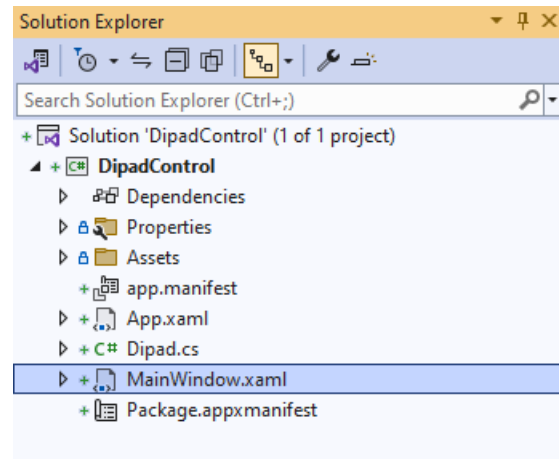 Solution Explorer
Search Solution Explorer (Ctrl+;)
Solution 'DipadControl' (1 of 1 project)
C# DipadControl
Dependencies
Properties
Assets
app.manifest
App.xaml
C# Dipad.cs
MainWindow.xaml
Package.appxmanifest